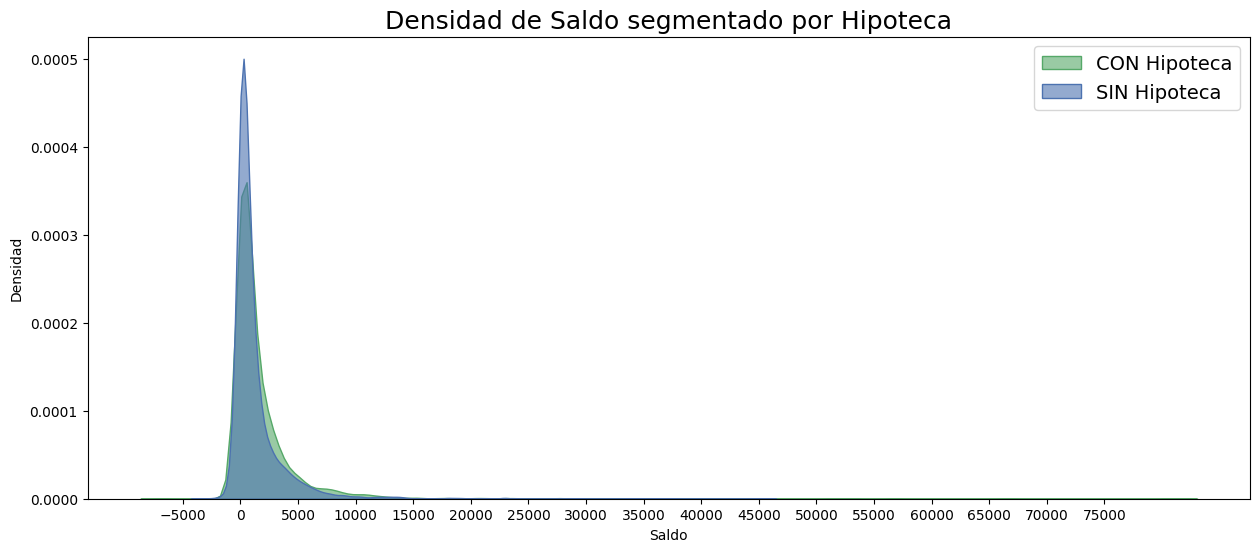 Densidad de Saldo segmentado por Hipoteca
CON Hipoteca
SIN Hipoteca
0.0005
0.0004
0.0003
0.0002
0.0001
0.0000
Densidad
−5000 0 5000 10000 15000 20000 25000 30000 35000 40000 45000 50000 55000 60000 65000 70000 75000
Saldo